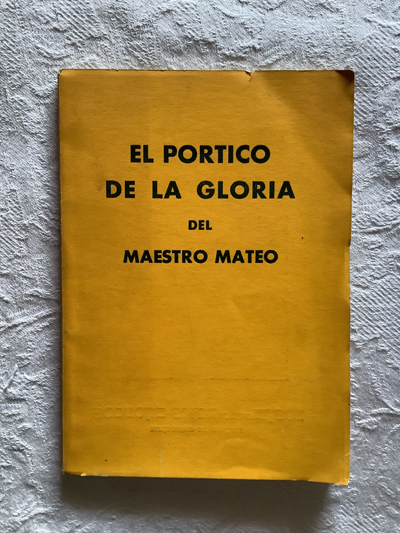 EL PORTICO
DE LA GLORIA
DEL
MAESTRO MATEO